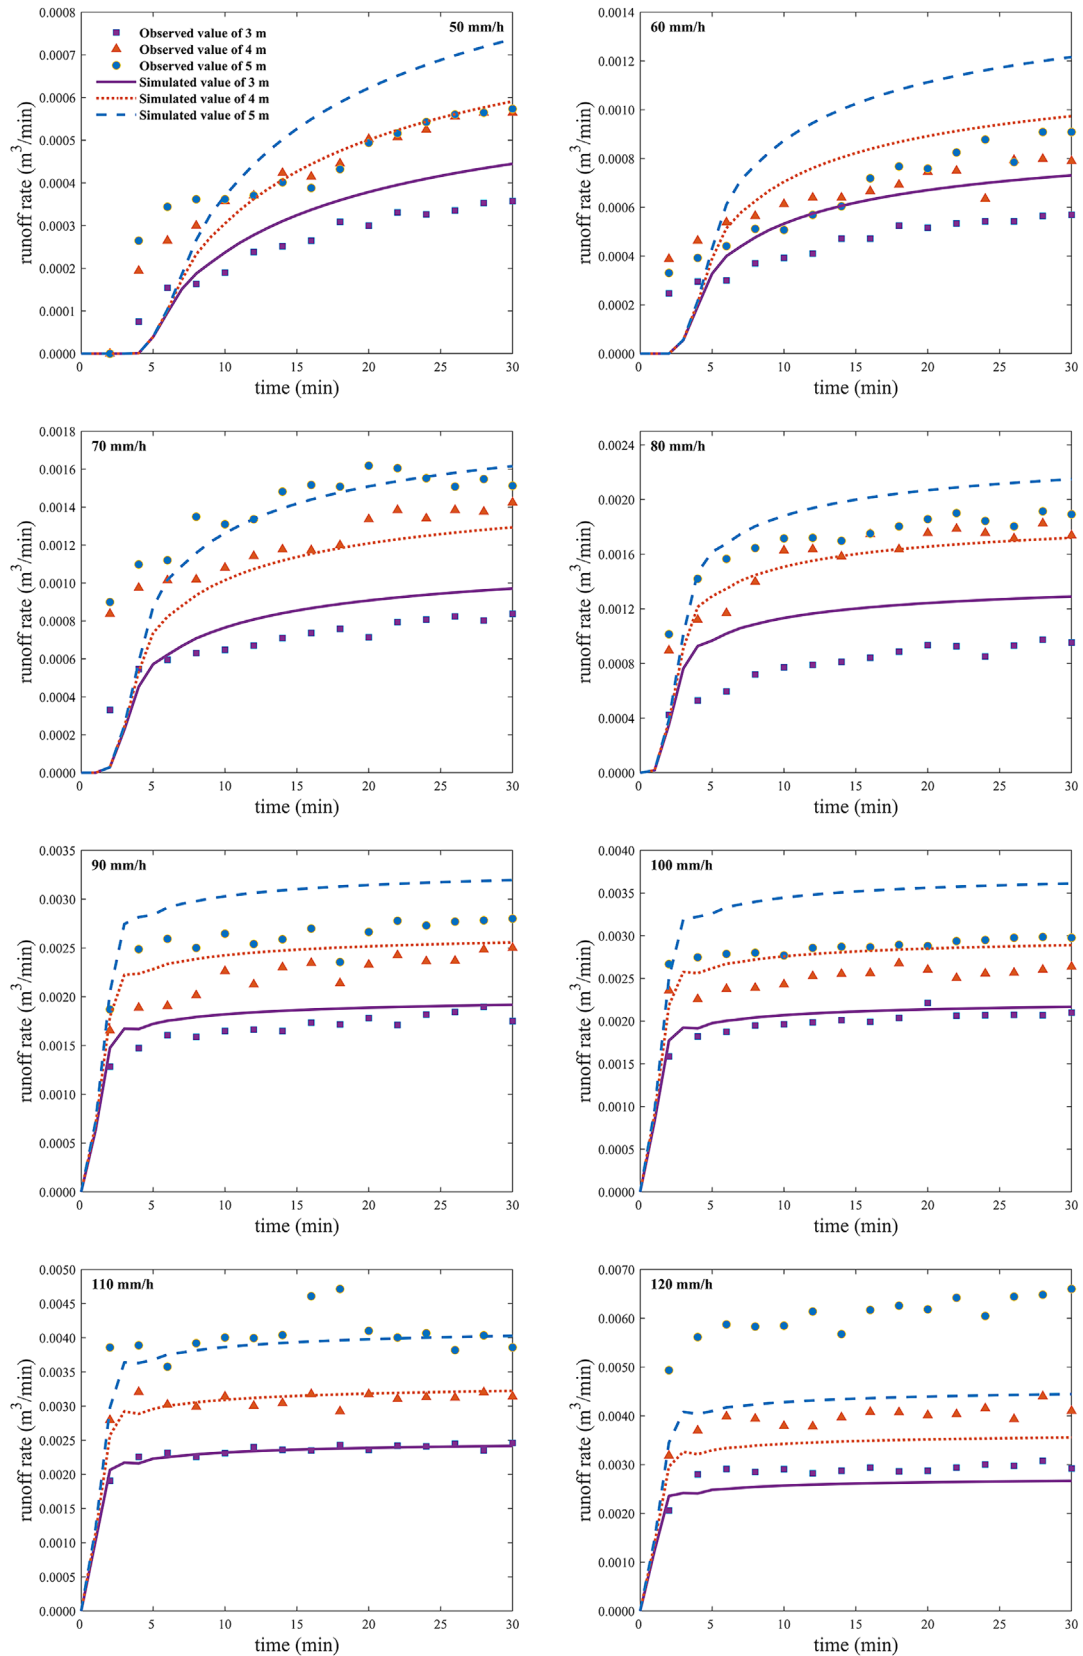 50 mm/h
Observed value of 3 m
Observed value of 4 m
Observed value of 5 m
Simulated value of 3 m
Simulated value of 4 m
Simulated value of 5 m
0.0008
0.0007
0.0006
0.0005
0.0004
0.0003
0.0002
0.0001
0.0000
runoff rate (m³/min)
0 5 10 15 20 25 30
time (min)
60 mm/h
0.0014
0.0012
0.0010
0.0008
0.0006
0.0004
0.0002
0.0000
runoff rate (m³/min)
0 5 10 15 20 25 30
time (min)
70 mm/h
0.0018
0.0016
0.0014
0.0012
0.0010
0.0008
0.0006
0.0004
0.0002
0.0000
runoff rate (m³/min)
0 5 10 15 20 25 30
time (min)
80 mm/h
0.0024
0.0020
0.0016
0.0012
0.0008
0.0004
0.0000
runoff rate (m³/min)
0 5 10 15 20 25 30
time (min)
90 mm/h
0.0035
0.0030
0.0025
0.0020
0.0015
0.0010
0.0005
0.0000
runoff rate (m³/min)
0 5 10 15 20 25 30
time (min)
100 mm/h
0.0040
0.0035
0.0030
0.0025
0.0020
0.0015
0.0010
0.0005
0.0000
runoff rate (m³/min)
0 5 10 15 20 25 30
time (min)
110 mm/h
0.0050
0.0045
0.0040
0.0035
0.0030
0.0025
0.0020
0.0015
0.0010
0.0005
0.0000
runoff rate (m³/min)
0 5 10 15 20 25 30
time (min)
120 mm/h
0.0070
0.0060
0.0050
0.0040
0.0030
0.0020
0.0010
0.0000
runoff rate (m³/min)
0 5 10 15 20 25 30
time (min)